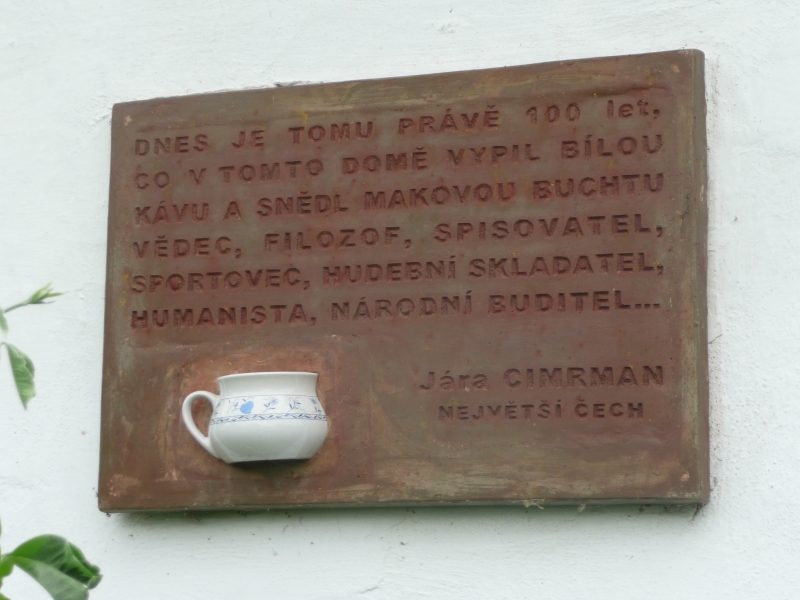 DNES JE TOMU PRÁVĚ 100 let,
CO V TOMTO DOMĚ VYPIL BÍLOU
KÁVU A SNĚDL MAKOVOU BUCHTU
VĚDEC, FILOZOF, SPISOVATEL,
SPORTOVEC, HUDEBNÍ SKLADATEL,
HUMANISTA, NÁRODNÍ BUDITEL...
Jára CIMRMAN
NEJVĚTŠÍ ČECH